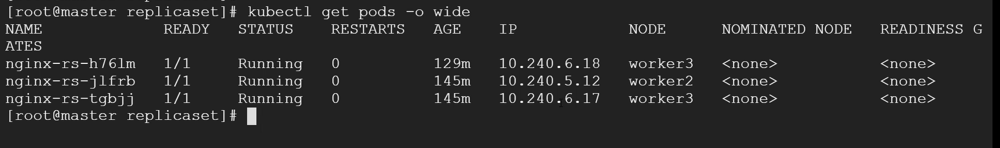 [root@master replicaset]# kubectl get pods -o wide
NAME             READY   STATUS    RESTARTS   AGE    IP            NODE      NOMINATED NODE   READINESS G
ATES
nginx-rs-h76lm   1/1     Running   0          129m   10.240.6.18   worker3   <none>           <none>
nginx-rs-jlfrb   1/1     Running   0          145m   10.240.5.12   worker2   <none>           <none>
nginx-rs-tgbjj   1/1     Running   0          145m   10.240.6.17   worker3   <none>           <none>
[root@master replicaset]#